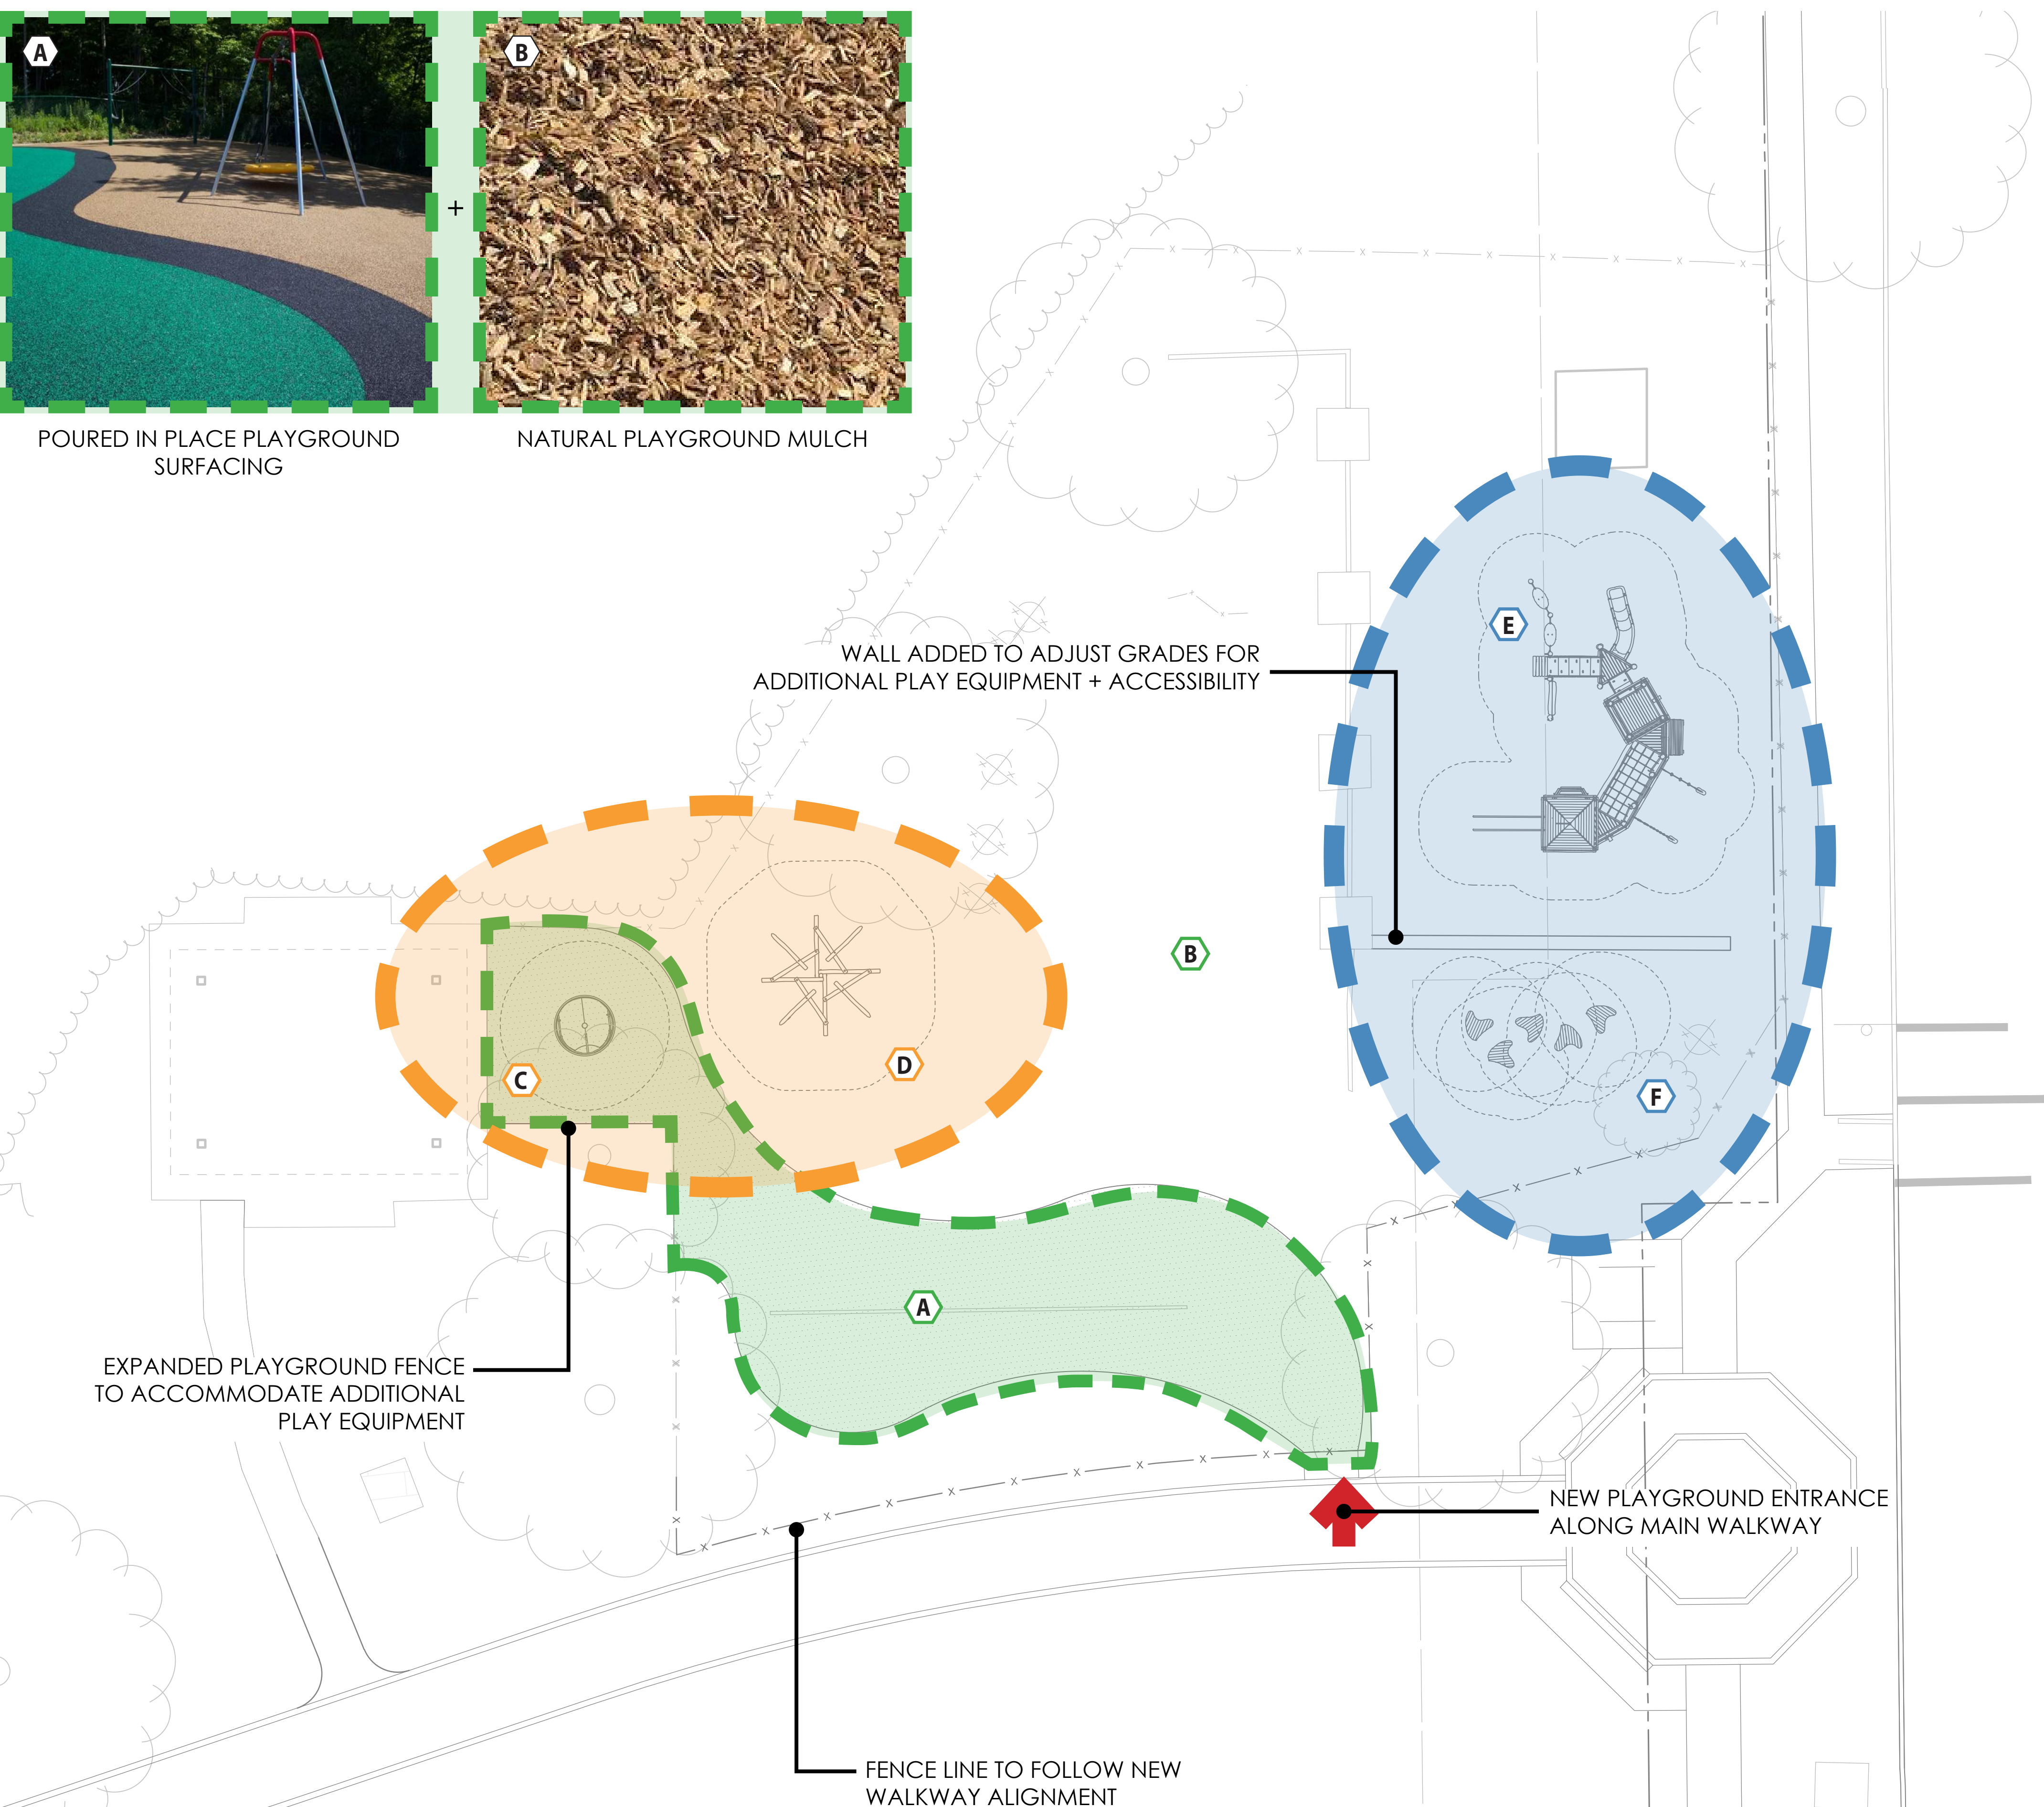 A
B
+
POURED IN PLACE PLAYGROUND
SURFACING
NATURAL PLAYGROUND MULCH
E
WALL ADDED TO ADJUST GRADES FOR
ADDITIONAL PLAY EQUIPMENT + ACCESSIBILITY
B
D
C
F
A
EXPANDED PLAYGROUND FENCE
TO ACCOMMODATE ADDITIONAL
PLAY EQUIPMENT
NEW PLAYGROUND ENTRANCE
ALONG MAIN WALKWAY
FENCE LINE TO FOLLOW NEW
WALKWAY ALIGNMENT